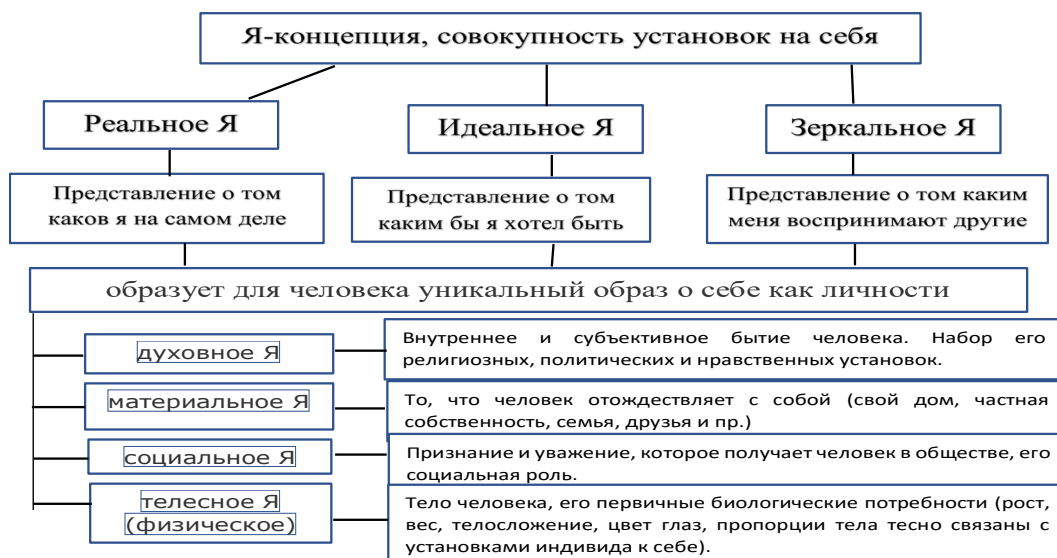 Я-концепция, совокупность установок на себя
Реальное Я
Идеальное Я
Зеркальное Я
Представление о том
каков я на самом деле
Представление о том
каким бы я хотел быть
Представление о том каким
меня воспринимают другие
образует для человека уникальный образ о себе как личности
духовное Я
Внутреннее и субъективное бытие человека. Набор его
религиозных, политических и нравственных установок.
материальное Я
То, что человек отождествляет с собой (свой дом, частная
собственность, семья, друзья и пр.)
социальное Я
Признание и уважение, которое получает человек в обществе, его
социальная роль.
телесное Я
(физическое)
Тело человека, его первичные биологические потребности (рост,
вес, телосложение, цвет глаз, пропорции тела тесно связаны с
установками индивида к себе).